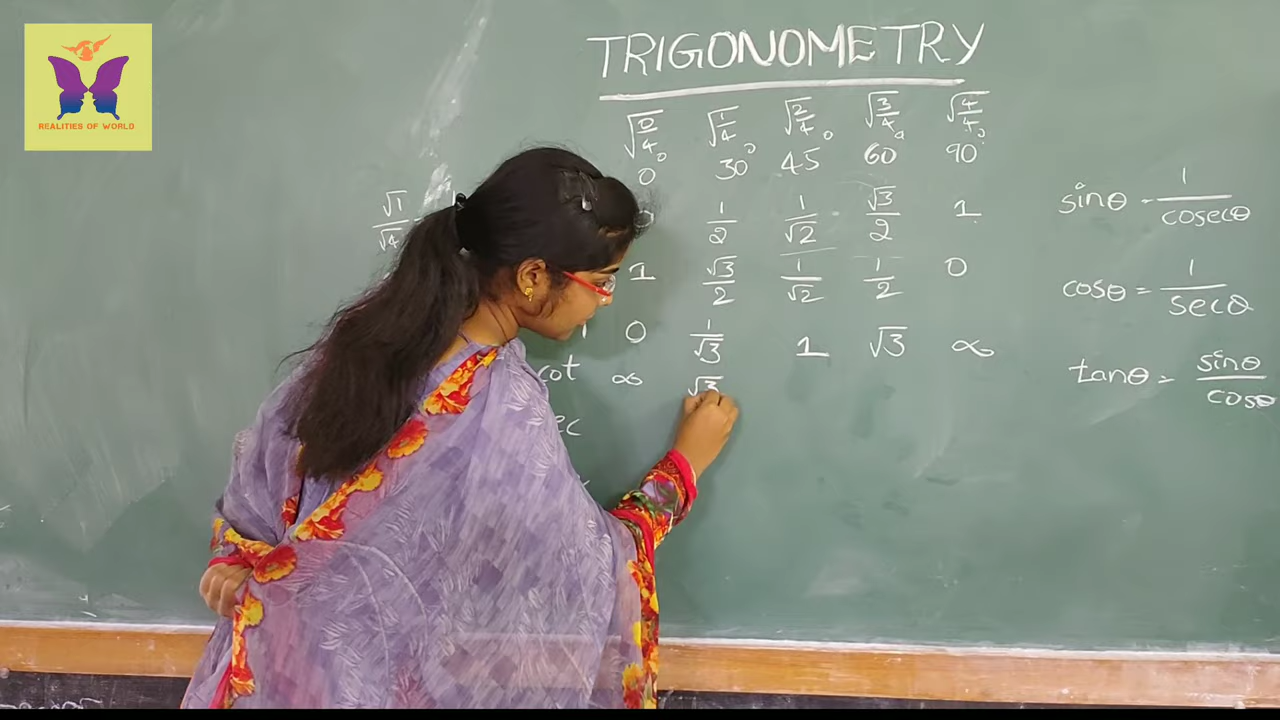 REALITIES OF WORLD
TRIGONOMETRY
√0/4 √1/4 √2/4 √3/4 √4/4
0° 30° 45° 60° 90°
√1/√4
1/2 1/√2 √3/2 1
1 √3/2 1/√2 1/2 0
0 1/√3 1 √3 ∞
cot ∞ √3
sinθ = 1/cosecθ
cosθ = 1/secθ
tanθ = sinθ/cosθ